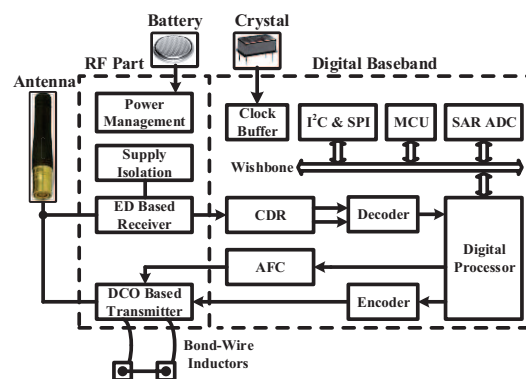 Battery
Crystal
RF Part
Digital Baseband
Antenna
Power
Management
Clock
Buffer
I²C & SPI
MCU
SAR ADC
Supply
Isolation
Wishbone
ED Based
Receiver
CDR
Decoder
Digital
Processor
AFC
DCO Based
Transmitter
Encoder
Bond-Wire
Inductors